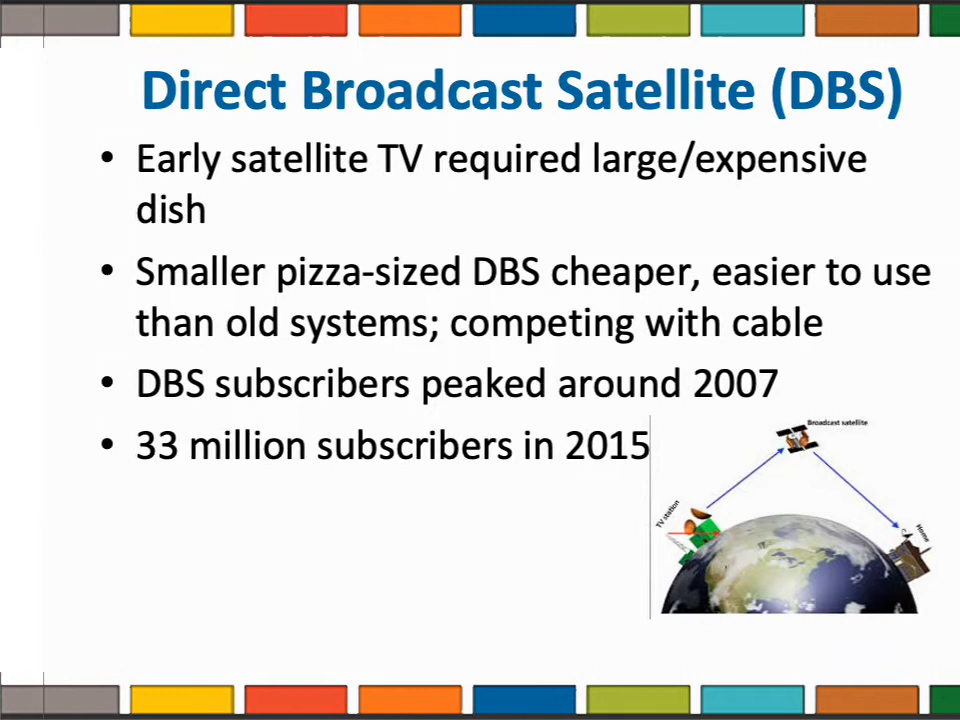 Direct Broadcast Satellite (DBS)
• Early satellite TV required large/expensive
dish
• Smaller pizza-sized DBS cheaper, easier to use
than old systems; competing with cable
• DBS subscribers peaked around 2007
• 33 million subscribers in 2015
Broadcast satellite
TV station
Home